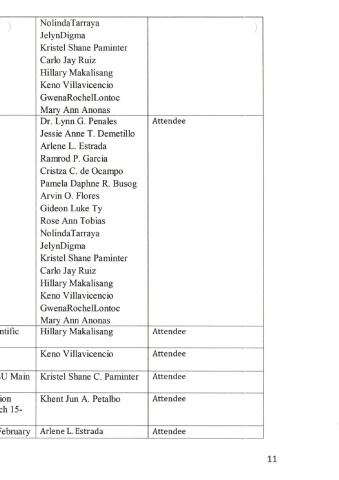 NolindaTarraya
JelynDigma
Kristel Shane Paminter
Carlo Jay Ruiz
Hillary Makalisang
Keno Villavicencio
GwenaRochelLontoc
Mary Ann Anonas
Dr. Lynn G. Penales Attendee
Jessie Anne T. Demetillo
Arlene L. Estrada
Ramrod P. Garcia
Cristza C. de Ocampo
Pamela Daphne R. Busog
Arvin O. Flores
Gideon Luke Ty
Rose Ann Tobias
NolindaTarraya
JelynDigma
Kristel Shane Paminter
Carlo Jay Ruiz
Hillary Makalisang
Keno Villavicencio
GwenaRochelLontoc
Mary Ann Anonas
ntific Hillary Makalisang Attendee
Keno Villavicencio Attendee
U Main Kristel Shane C. Paminter Attendee
ion Khent Jun A. Petalbo Attendee
ch 15-
February Arlene L. Estrada Attendee
11